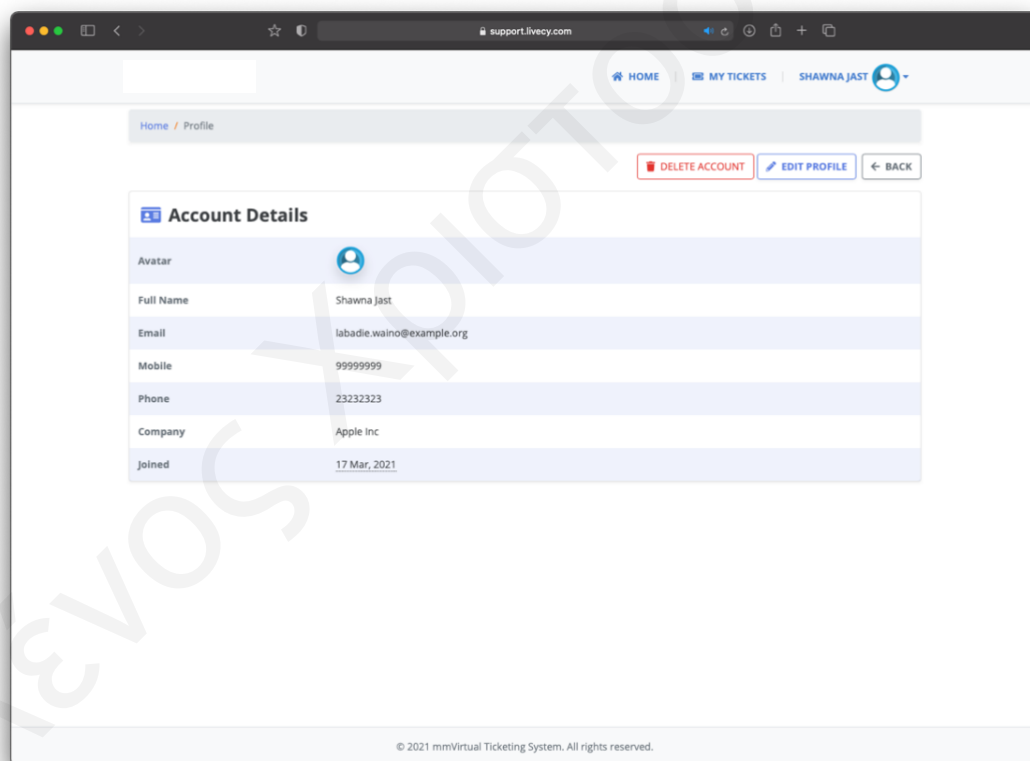 support.livecy.com
HOME MY TICKETS SHAWNA JAST
Home / Profile
DELETE ACCOUNT EDIT PROFILE ← BACK
Account Details
Avatar
Full Name Shawna Jast
Email labadie.waino@example.org
Mobile 99999999
Phone 23232323
Company Apple Inc
Joined 17 Mar, 2021
© 2021 mmVirtual Ticketing System. All rights reserved.